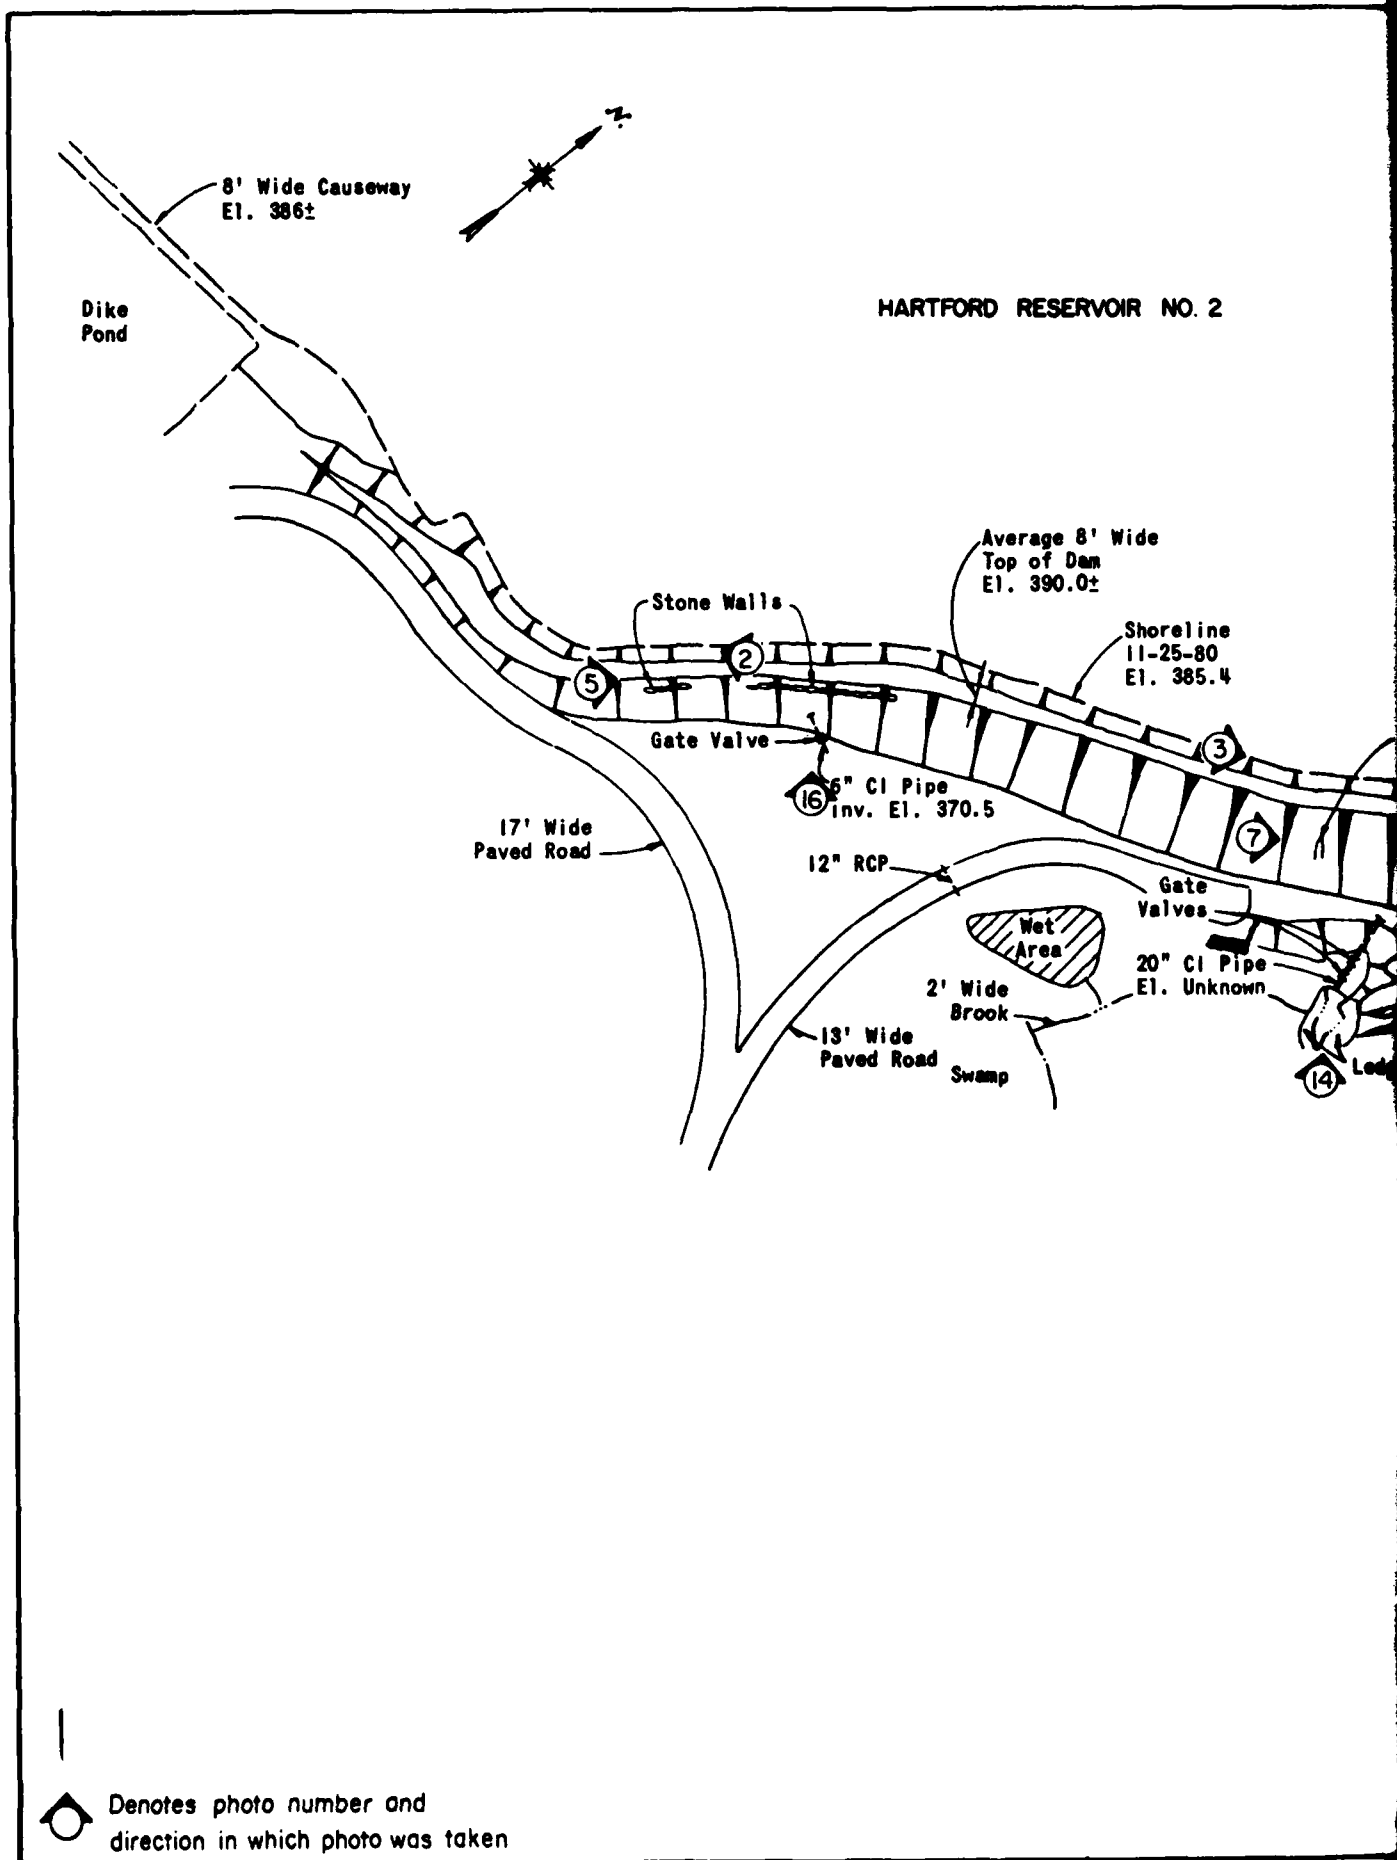 N.
8' Wide Causeway
El. 386±
Dike
Pond
HARTFORD RESERVOIR NO. 2
Average 8' Wide
Top of Dam
El. 390.0±
Stone Walls
Shoreline
11-25-80
El. 385.4
2
5
3
Gate Valve
16
6" CI Pipe
inv. El. 370.5
7
17' Wide
Paved Road
12" RCP
Gate
Valves
Wet
Area
20" CI Pipe
El. Unknown
2' Wide
Brook
13' Wide
Paved Road
Swamp
14
Denotes photo number and
direction in which photo was taken